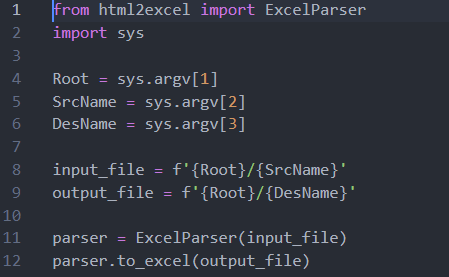 1 from html2excel import ExcelParser
2 import sys
3
4 Root = sys.argv[1]
5 SrcName = sys.argv[2]
6 DesName = sys.argv[3]
7
8 input_file = f'{Root}/{SrcName}'
9 output_file = f'{Root}/{DesName}'
10
11 parser = ExcelParser(input_file)
12 parser.to_excel(output_file)